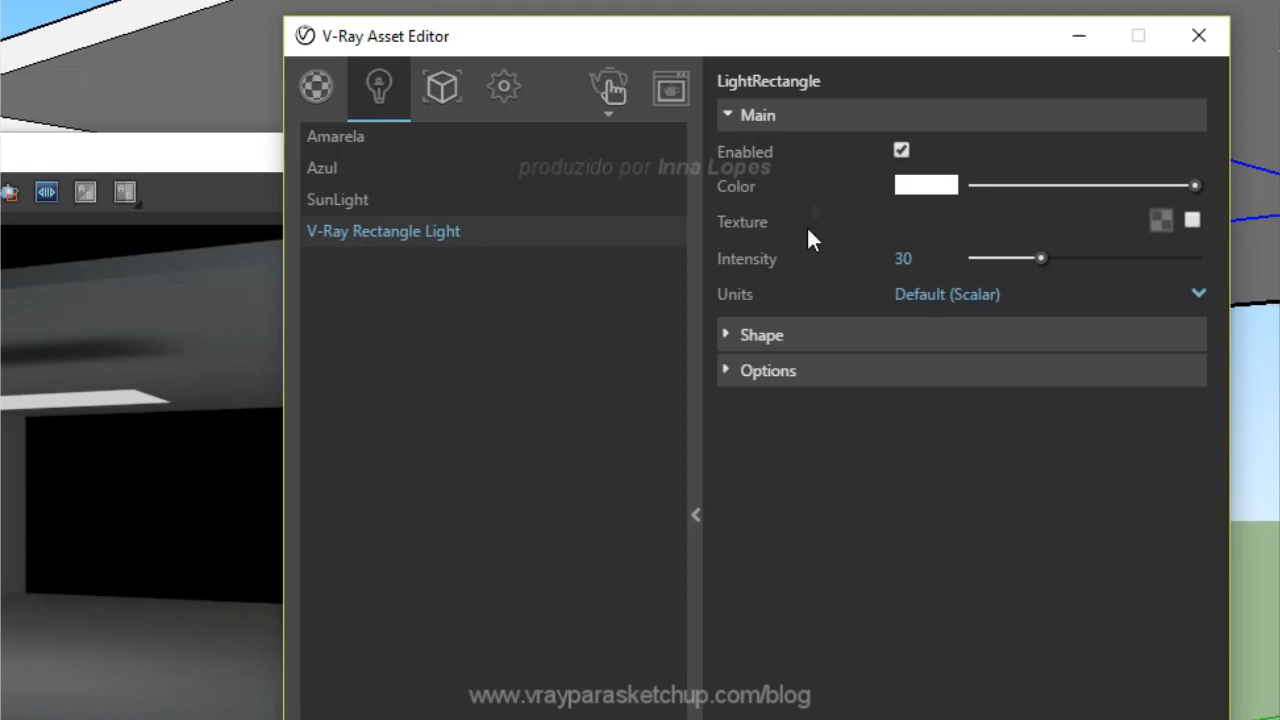 V-Ray Asset Editor
LightRectangle
Main
Amarela
Enabled
produzido por Inna Lopes
Azul
Color
SunLight
Texture
V-Ray Rectangle Light
Intensity 30
Units Default (Scalar)
Shape
Options
www.vrayparasketchup.com/blog